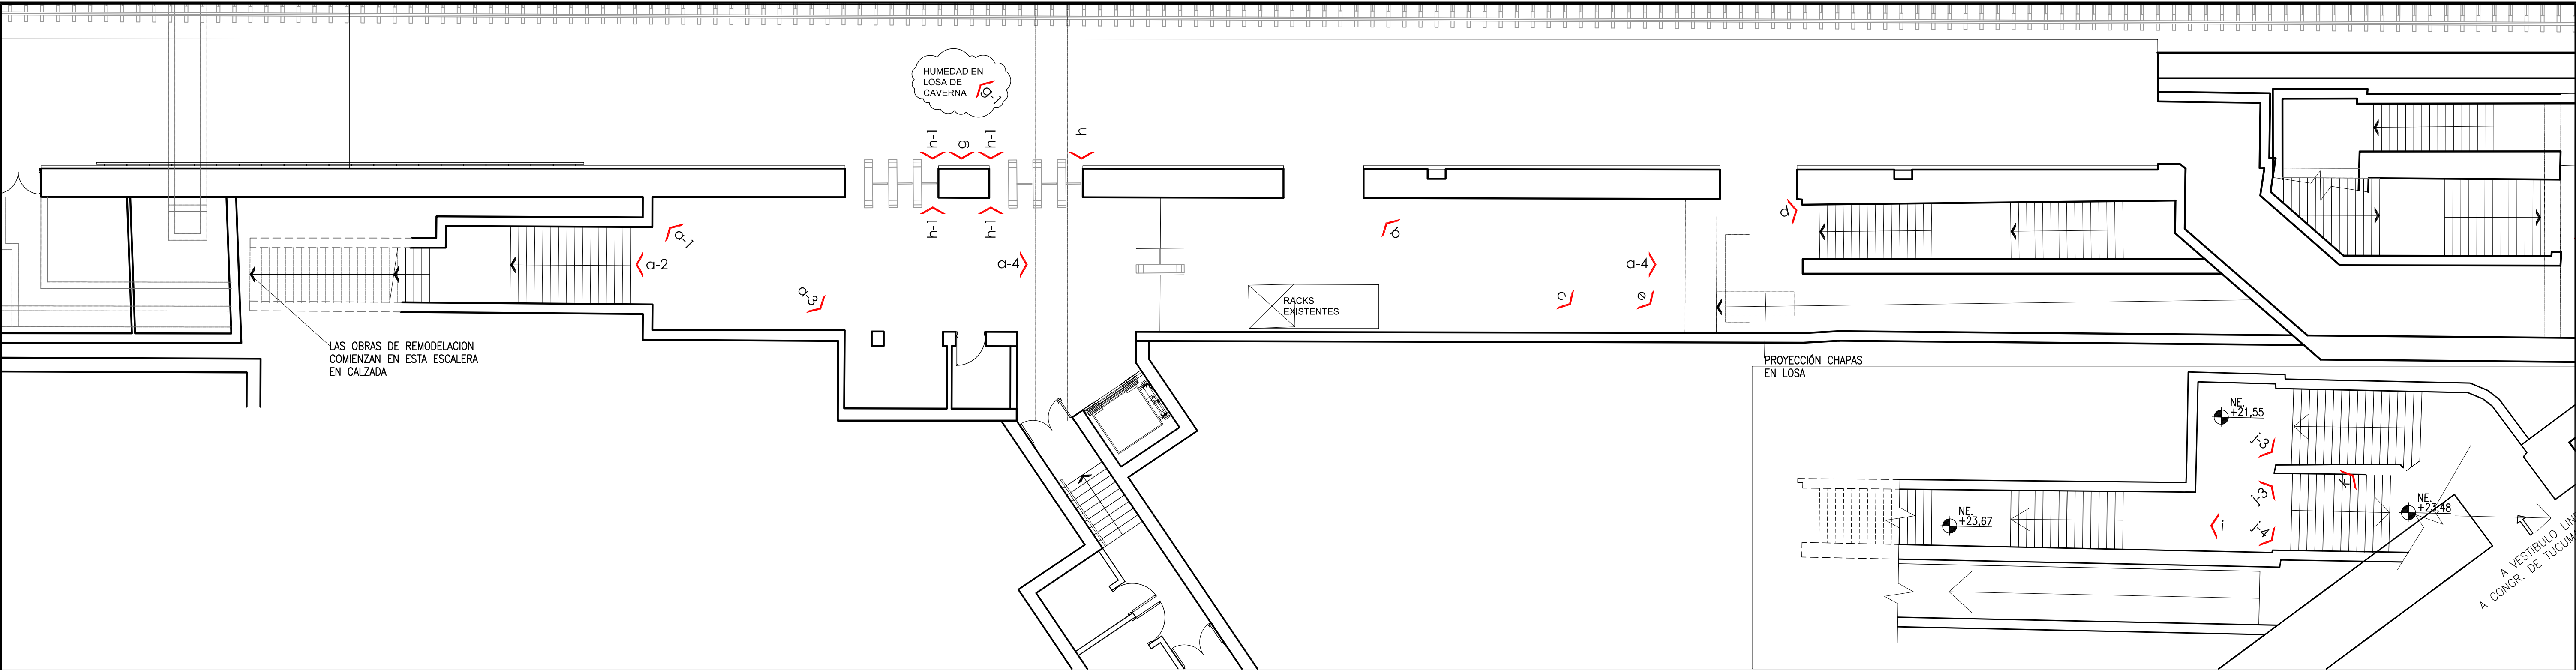 HUMEDAD EN
LOSA DE
CAVERNA
g-1
h-1
g
h-1
h
h-1
h-1
a-1
a-2
a-3
a-4
b
a-4
c
e
d
RACKS
EXISTENTES
LAS OBRAS DE REMODELACION
COMIENZAN EN ESTA ESCALERA
EN CALZADA
PROYECCIÓN CHAPAS
EN LOSA
NE.
+21,55
j-3
k
j-3
NE.
+23,48
NE.
+23,67
i
j-4
A VESTIBULO
A CONGR. DE